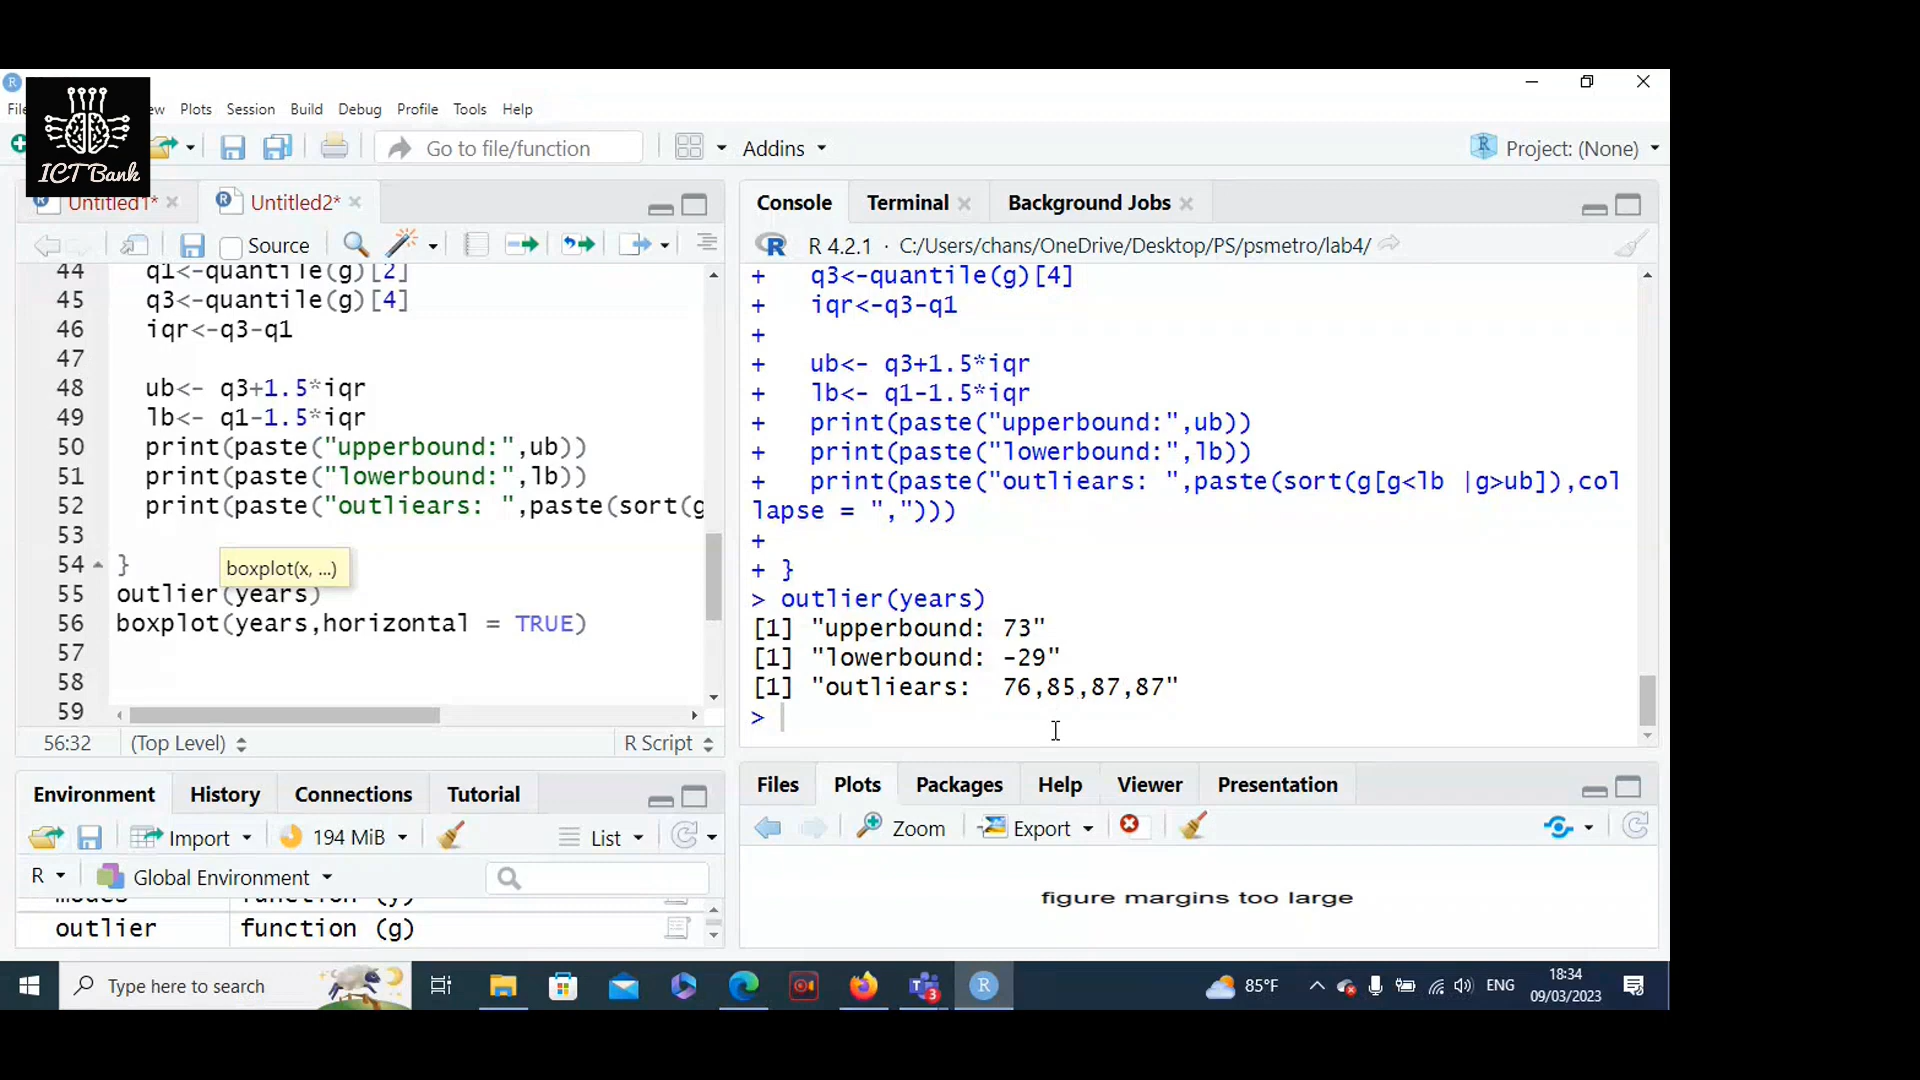 ICT Bank
Plots Session Build Debug Profile Tools Help
Go to file/function
Addins
Project: (None)
Untitled1*
Untitled2*
Source
44 q1<-quantile(g)[2]
45 q3<-quantile(g)[4]
46 iqr<-q3-q1
47
48 ub<- q3+1.5*iqr
49 lb<- q1-1.5*iqr
50 print(paste("upperbound:",ub))
51 print(paste("lowerbound:",lb))
52 print(paste("outliears: ",paste(sort(g
53
54 }
boxplot(x, ...)
55 outlier(years)
56 boxplot(years,horizontal = TRUE)
57
58
59
56:32 (Top Level) R Script
Console Terminal Background Jobs
R 4.2.1 · C:/Users/chans/OneDrive/Desktop/PS/psmetro/lab4/
+ q3<-quantile(g)[4]
+ iqr<-q3-q1
+
+ ub<- q3+1.5*iqr
+ lb<- q1-1.5*iqr
+ print(paste("upperbound:",ub))
+ print(paste("lowerbound:",lb))
+ print(paste("outliears: ",paste(sort(g[g<lb |g>ub]),col
lapse = ",")))
+
+ }
> outlier(years)
[1] "upperbound: 73"
[1] "lowerbound: -29"
[1] "outliears:  76,85,87,87"
>
Environment History Connections Tutorial
Import 194 MiB List
R Global Environment
modes function (y)
outlier function (g)
Files Plots Packages Help Viewer Presentation
Zoom Export
figure margins too large
Type here to search
85°F
ENG
18:34
09/03/2023